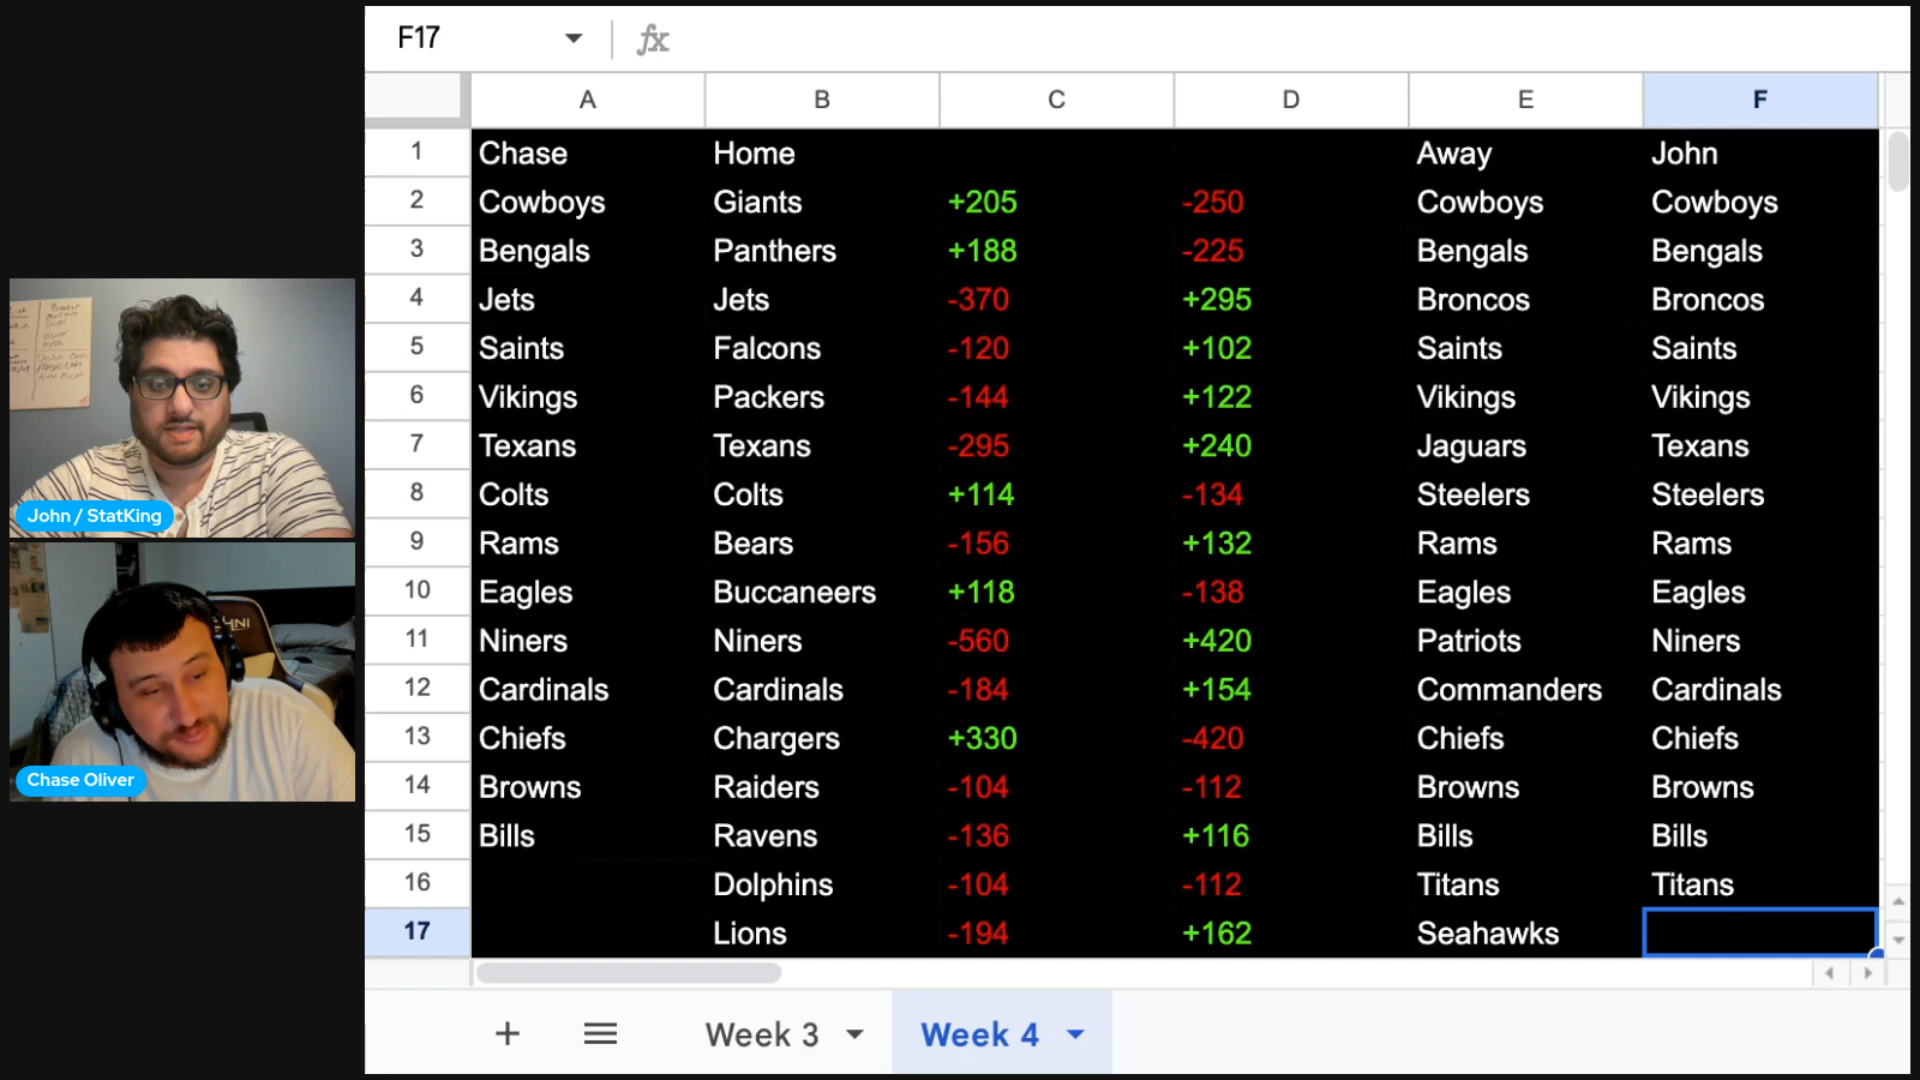 F17 fx
A B C D E F
1 Chase Home Away John
2 Cowboys Giants +205 -250 Cowboys Cowboys
3 Bengals Panthers +188 -225 Bengals Bengals
4 Jets Jets -370 +295 Broncos Broncos
5 Saints Falcons -120 +102 Saints Saints
6 Vikings Packers -144 +122 Vikings Vikings
7 Texans Texans -295 +240 Jaguars Texans
8 Colts Colts +114 -134 Steelers Steelers
9 Rams Bears -156 +132 Rams Rams
10 Eagles Buccaneers +118 -138 Eagles Eagles
11 Niners Niners -560 +420 Patriots Niners
12 Cardinals Cardinals -184 +154 Commanders Cardinals
13 Chiefs Chargers +330 -420 Chiefs Chiefs
14 Browns Raiders -104 -112 Browns Browns
15 Bills Ravens -136 +116 Bills Bills
16 Dolphins -104 -112 Titans Titans
17 Lions -194 +162 Seahawks
Week 3 Week 4
John / StatKing
Chase Oliver